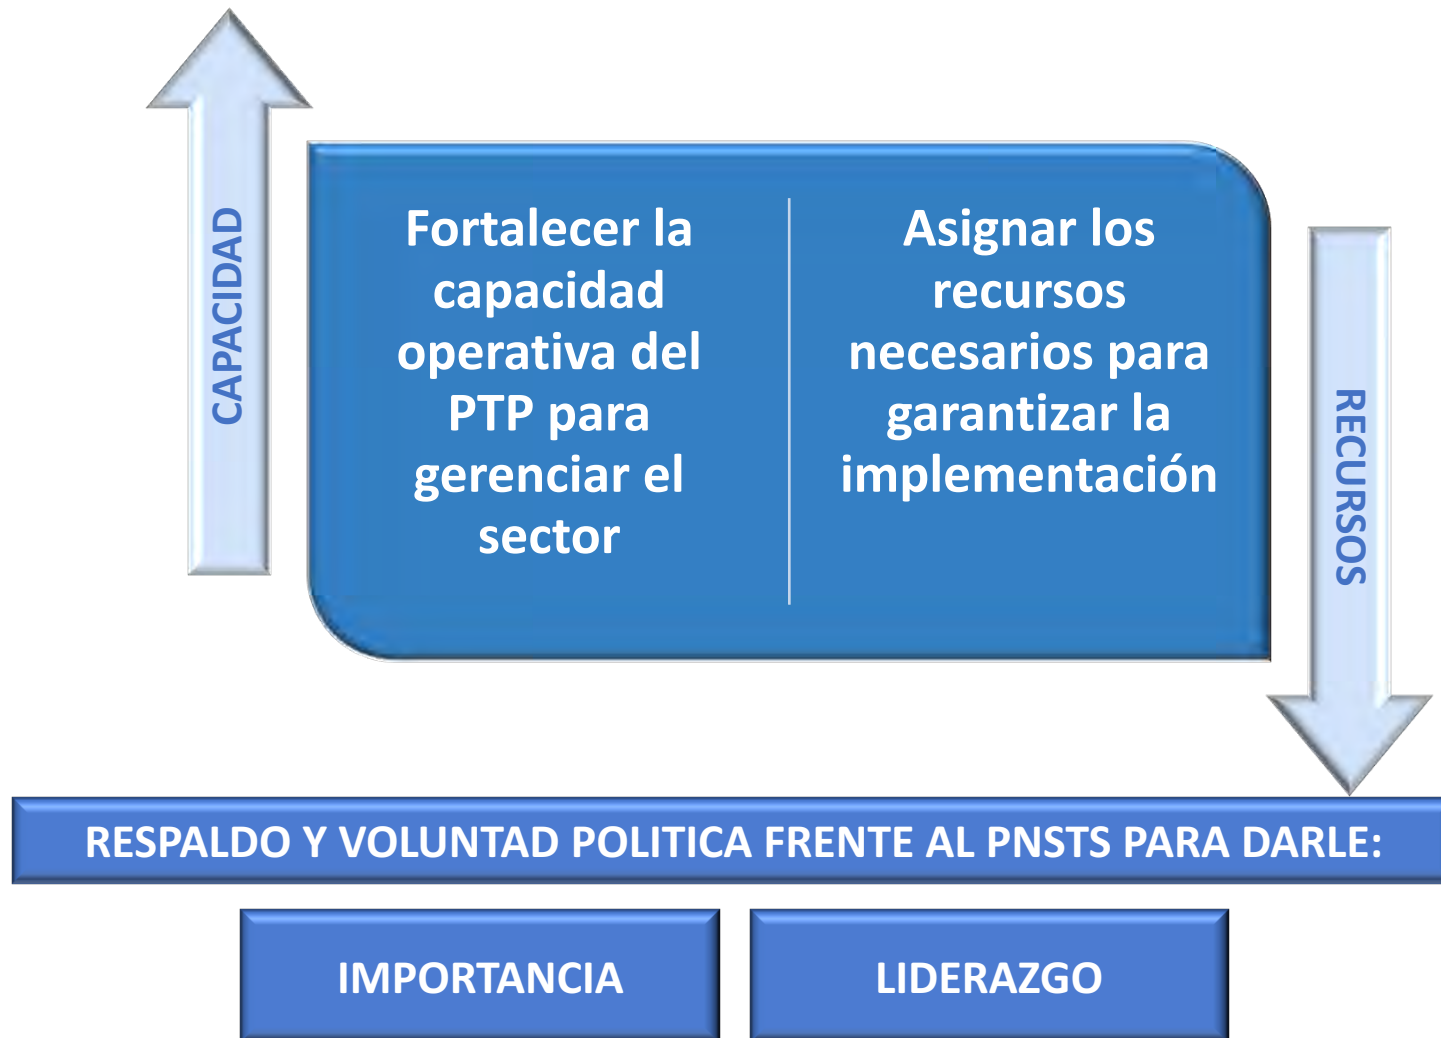 CAPACIDAD
Fortalecer la
capacidad
operativa del
PTP para
gerenciar el
sector
Asignar los
recursos
necesarios para
garantizar la
implementación
RECURSOS
RESPALDO Y VOLUNTAD POLITICA FRENTE AL PNSTS PARA DARLE:
IMPORTANCIA
LIDERAZGO